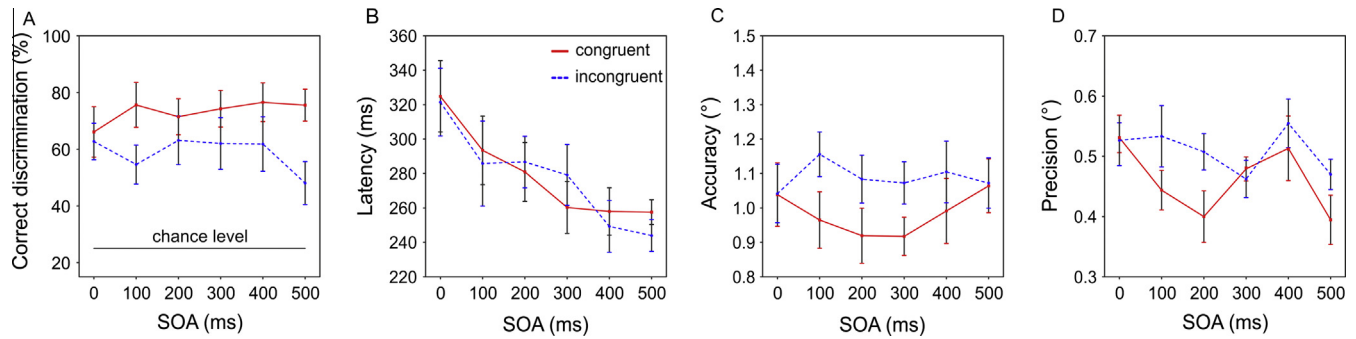 A
Correct discrimination (%)
100
80
60
40
20
chance level
0 100 200 300 400 500
SOA (ms)
B
Latency (ms)
360
340
320
300
280
260
240
220
congruent
incongruent
0 100 200 300 400 500
SOA (ms)
C
Accuracy (°)
1.5
1.4
1.3
1.2
1.1
1.0
0.9
0.8
0 100 200 300 400 500
SOA (ms)
D
Precision (°)
0.7
0.6
0.5
0.4
0.3
0 100 200 300 400 500
SOA (ms)